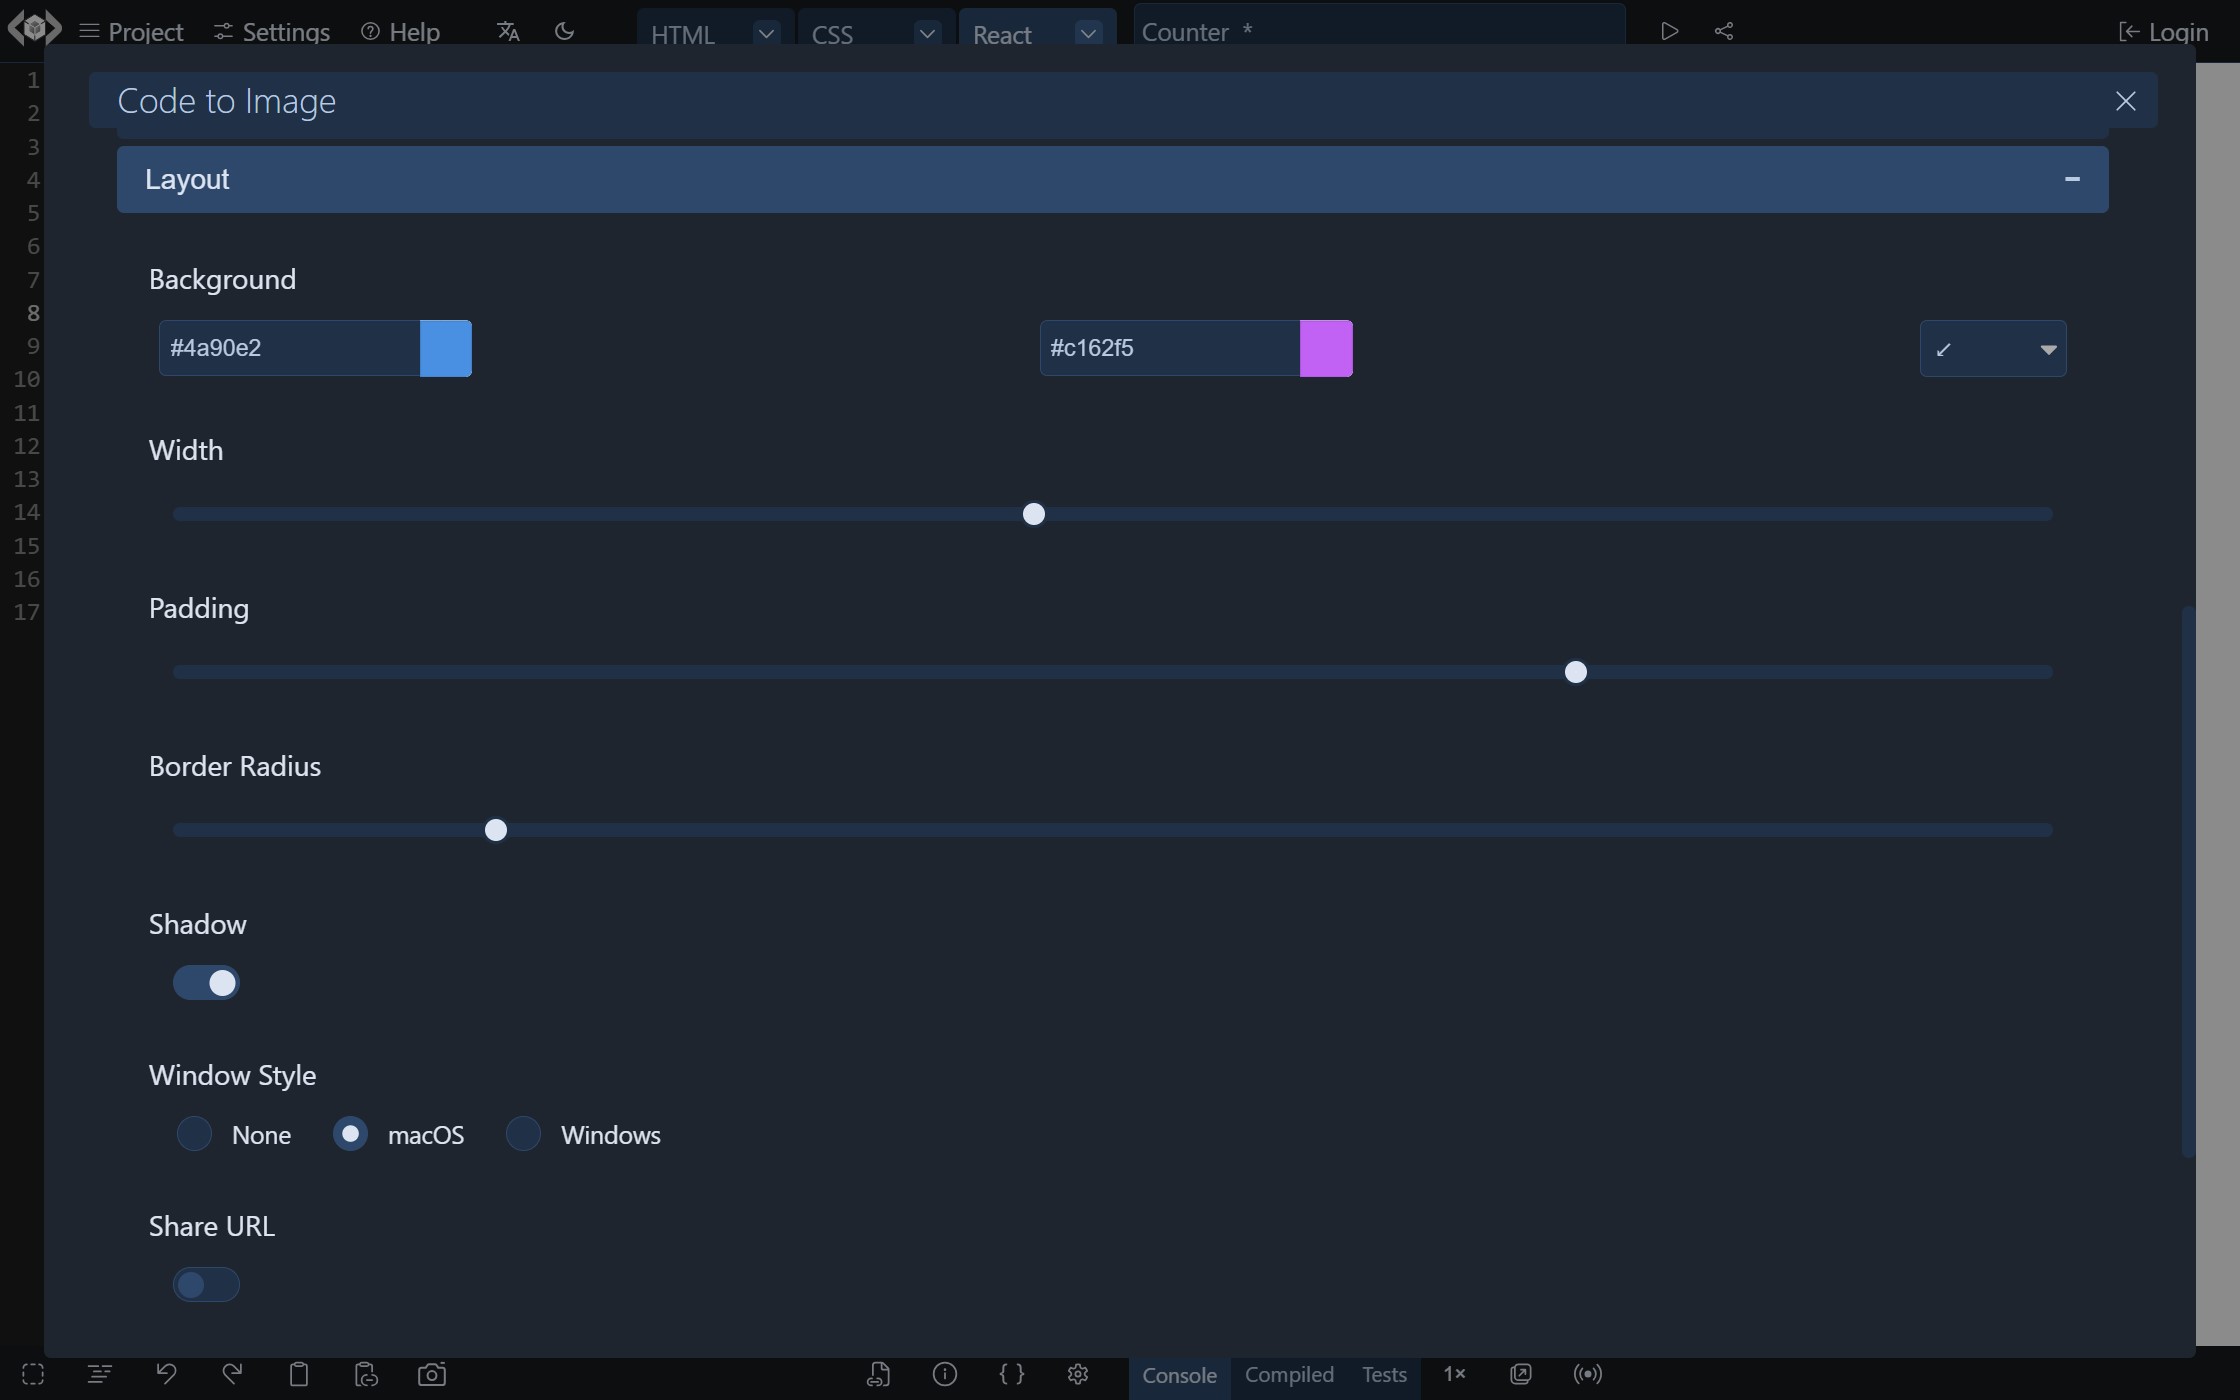 Project Settings Help HTML CSS React Counter * Login
Code to Image
Layout
Background
#4a90e2 #c162f5 ↙
Width
Padding
Border Radius
Shadow
Window Style
None macOS Windows
Share URL
1
2
3
4
5
6
7
8
9
10
11
12
13
14
15
16
17
Console Compiled Tests 1×